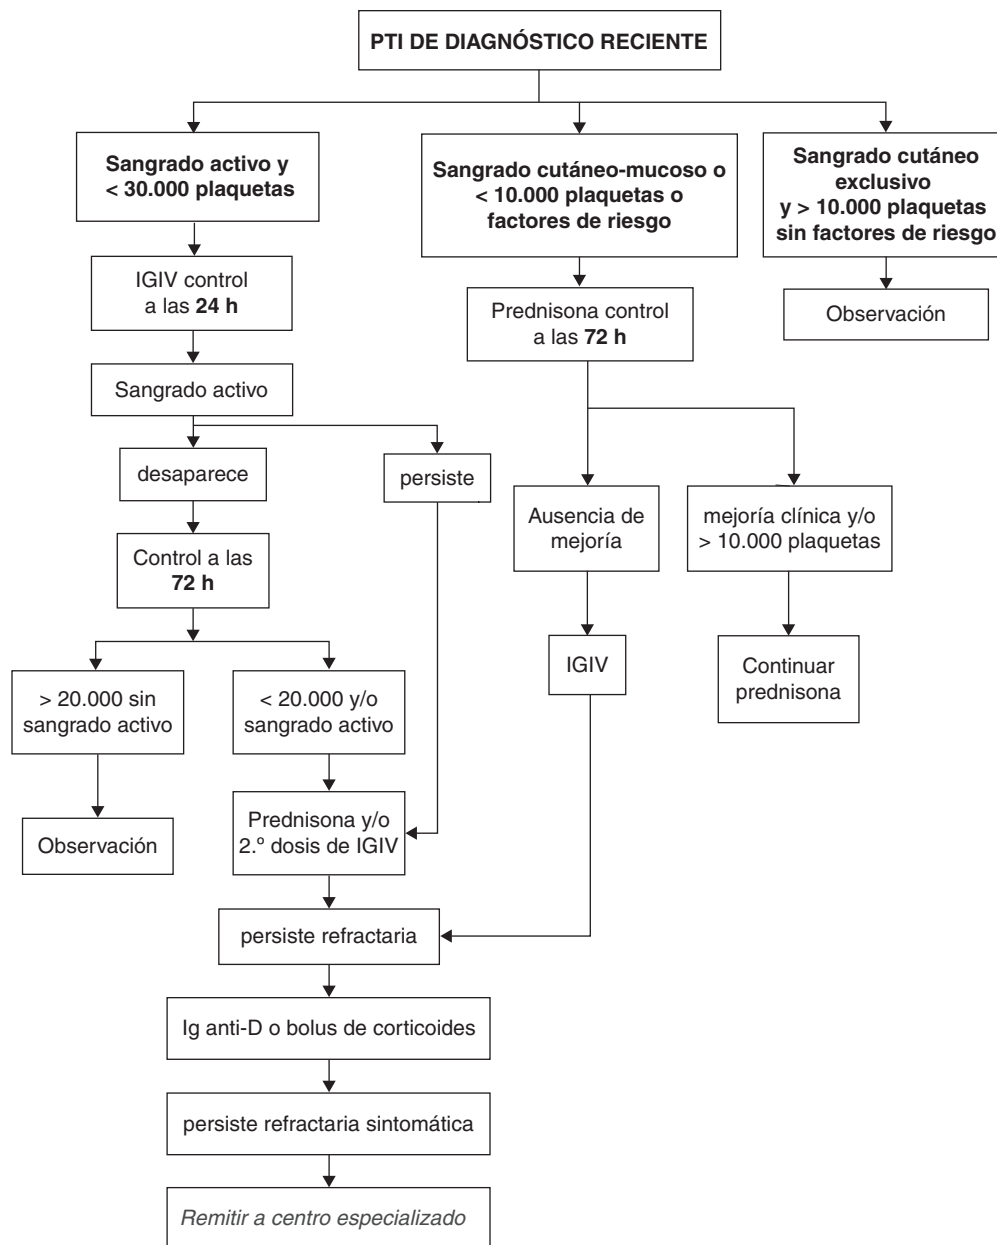 PTI DE DIAGNÓSTICO RECIENTE
Sangrado activo y
< 30.000 plaquetas
Sangrado cutáneo-mucoso o
< 10.000 plaquetas o
factores de riesgo
Sangrado cutáneo
exclusivo
y > 10.000 plaquetas
sin factores de riesgo
IGIV control
a las 24 h
Prednisona control
a las 72 h
Observación
Sangrado activo
desaparece
persiste
Ausencia de
mejoría
mejoría clínica y/o
> 10.000 plaquetas
Control a las
72 h
IGIV
Continuar
prednisona
> 20.000 sin
sangrado activo
< 20.000 y/o
sangrado activo
Observación
Prednisona y/o
2.º dosis de IGIV
persiste refractaria
Ig anti-D o bolus de corticoides
persiste refractaria sintomática
Remitir a centro especializado